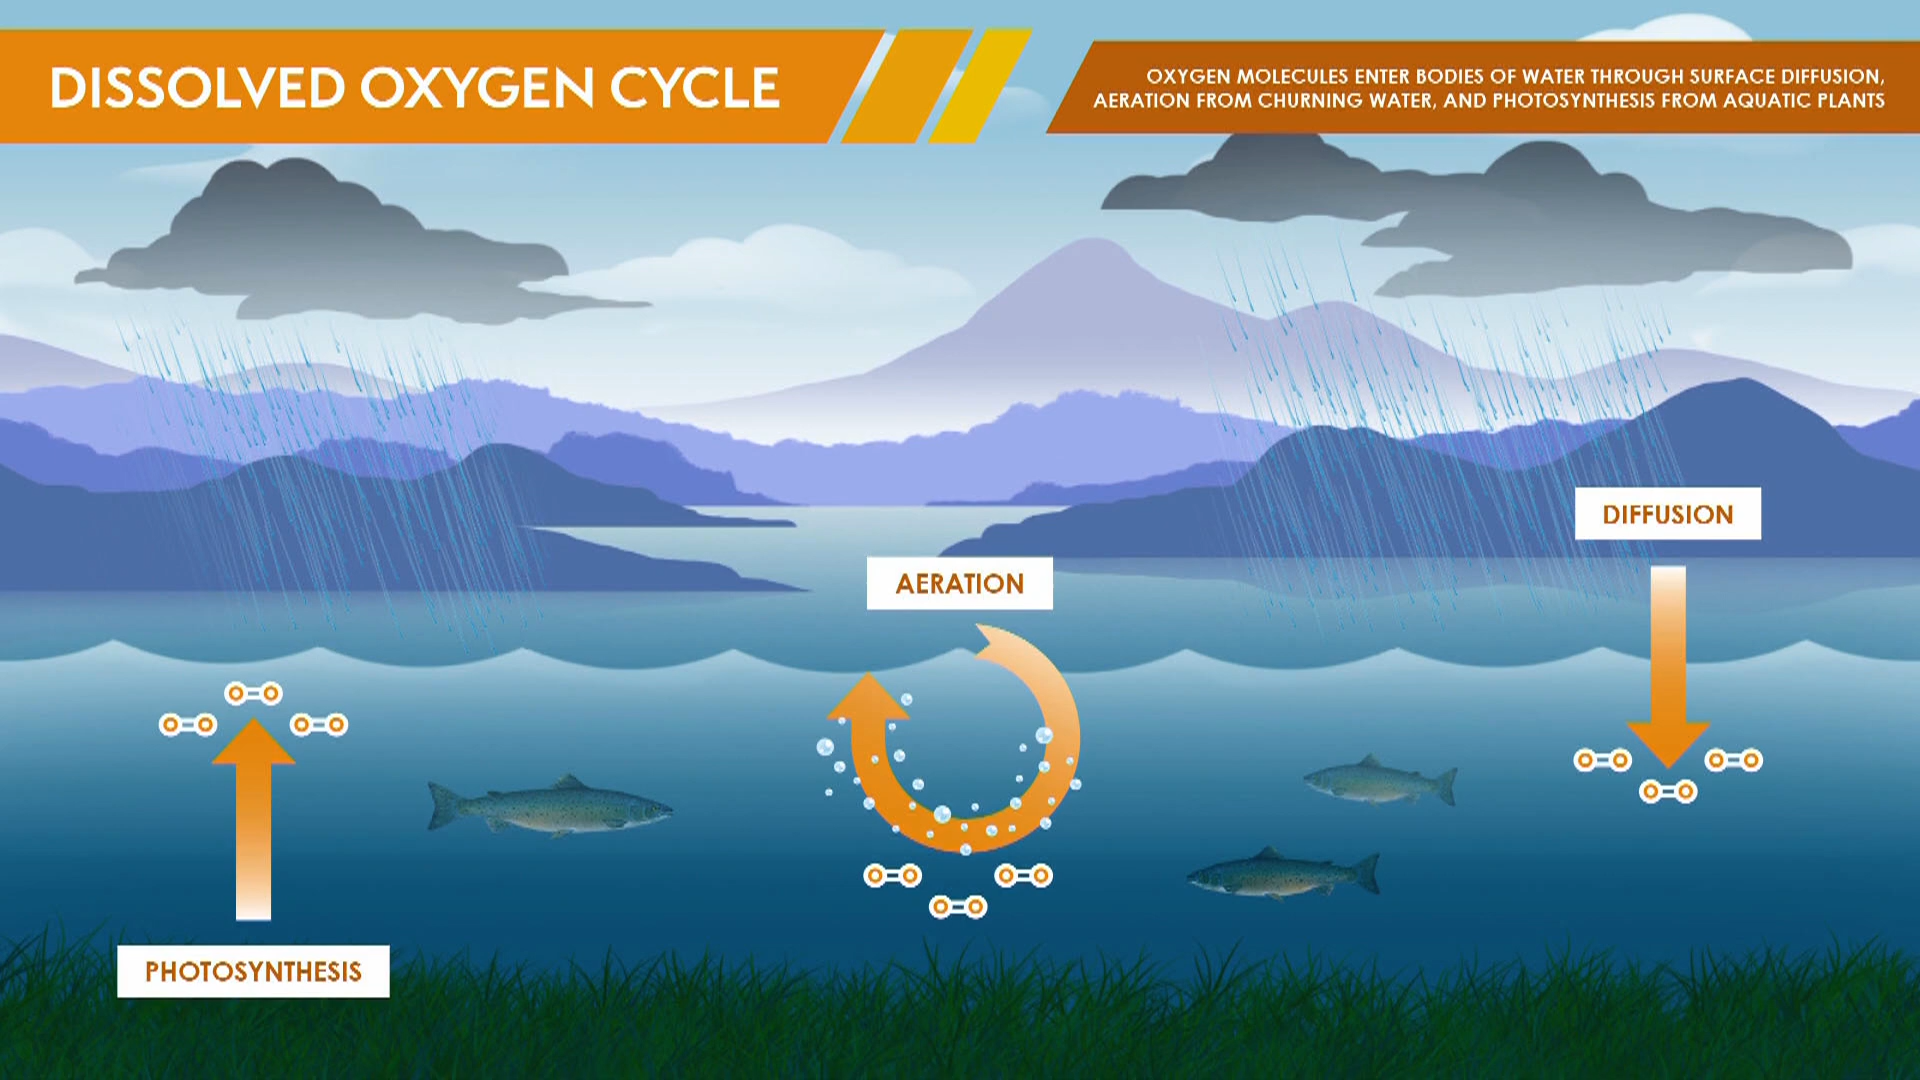 DISSOLVED OXYGEN CYCLE
OXYGEN MOLECULES ENTER BODIES OF WATER THROUGH SURFACE DIFFUSION,
AERATION FROM CHURNING WATER, AND PHOTOSYNTHESIS FROM AQUATIC PLANTS
DIFFUSION
AERATION
PHOTOSYNTHESIS